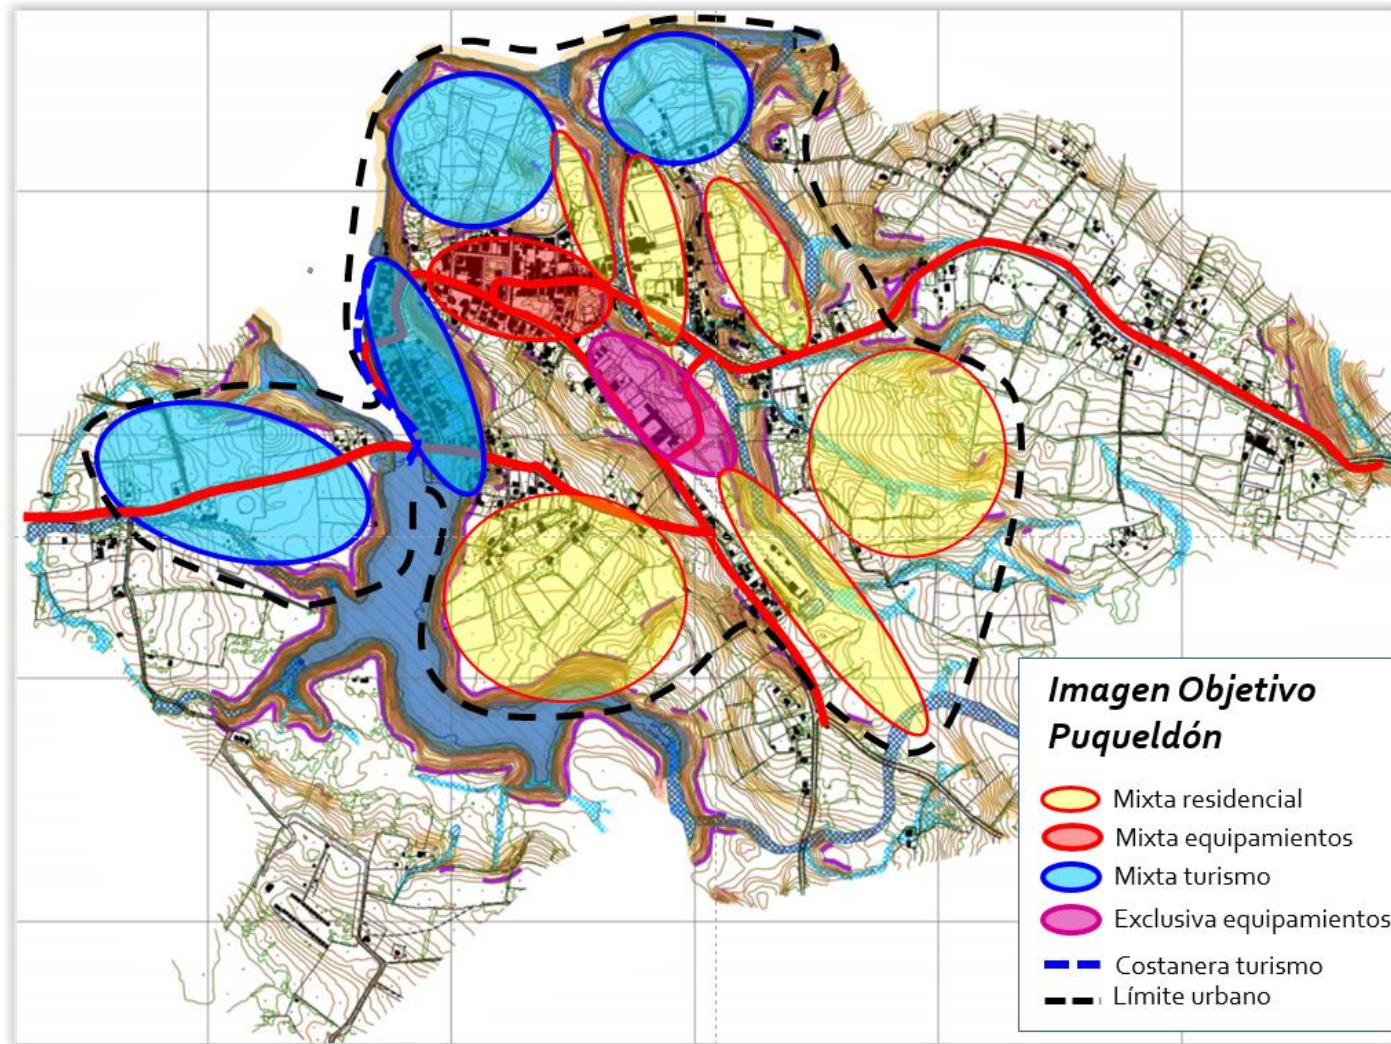 Imagen Objetivo
Puqueldón
Mixta residencial
Mixta equipamientos
Mixta turismo
Exclusiva equipamientos
Costanera turismo
Límite urbano